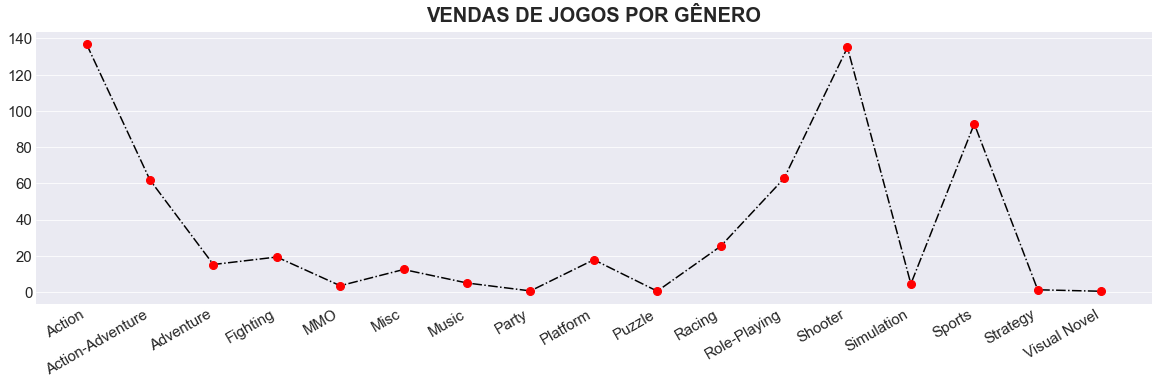 VENDAS DE JOGOS POR GÊNERO
140
120
100
80
60
40
20
0
Action
Action-Adventure
Adventure
Fighting
MMO
Misc
Music
Party
Platform
Puzzle
Racing
Role-Playing
Shooter
Simulation
Sports
Strategy
Visual Novel